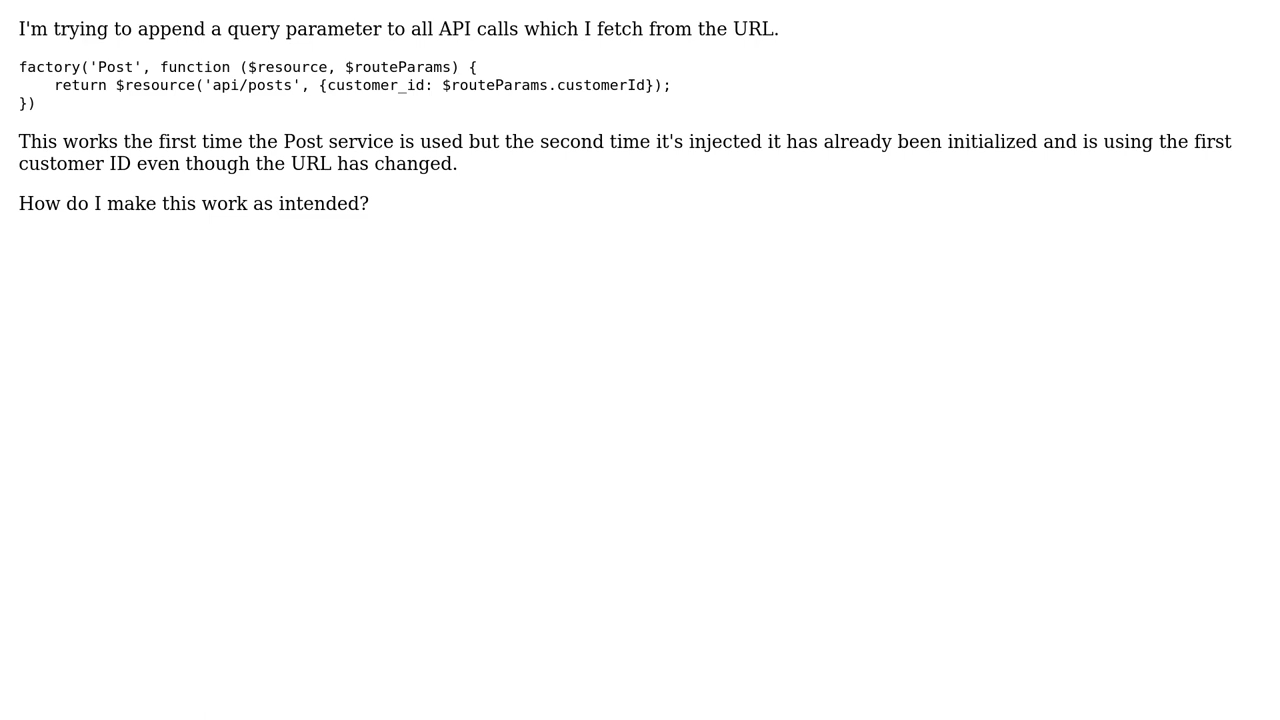 I'm trying to append a query parameter to all API calls which I fetch from the URL.
factory('Post', function ($resource, $routeParams) {
    return $resource('api/posts', {customer_id: $routeParams.customerId});
})
This works the first time the Post service is used but the second time it's injected it has already been initialized and is using the first
customer ID even though the URL has changed.
How do I make this work as intended?